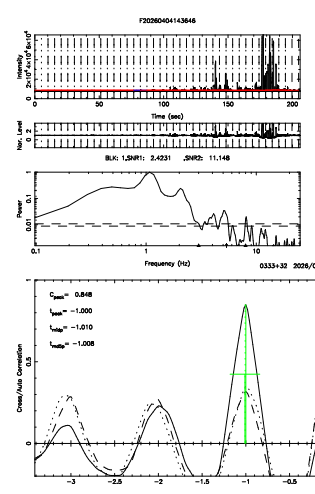 F20260404143646
Intensity
0 2×10⁴ 4×10⁴ 6×10⁴
0 50 100 150 200
Time (sec)
Nor. Level
0 2
BLK: 1,SNR1: 2.4231 ,SNR2: 11.148
Power
1
0.1
0.01
0.1 1 10
Frequency (Hz)
0333+32 2026/0
Cross/Auto Correlation
1
0.5
0
Cpeak= 0.848
tpeak= -1.000
tmidp= -1.010
tmd5p= -1.008
-3 -2.5 -2 -1.5 -1 -0.5